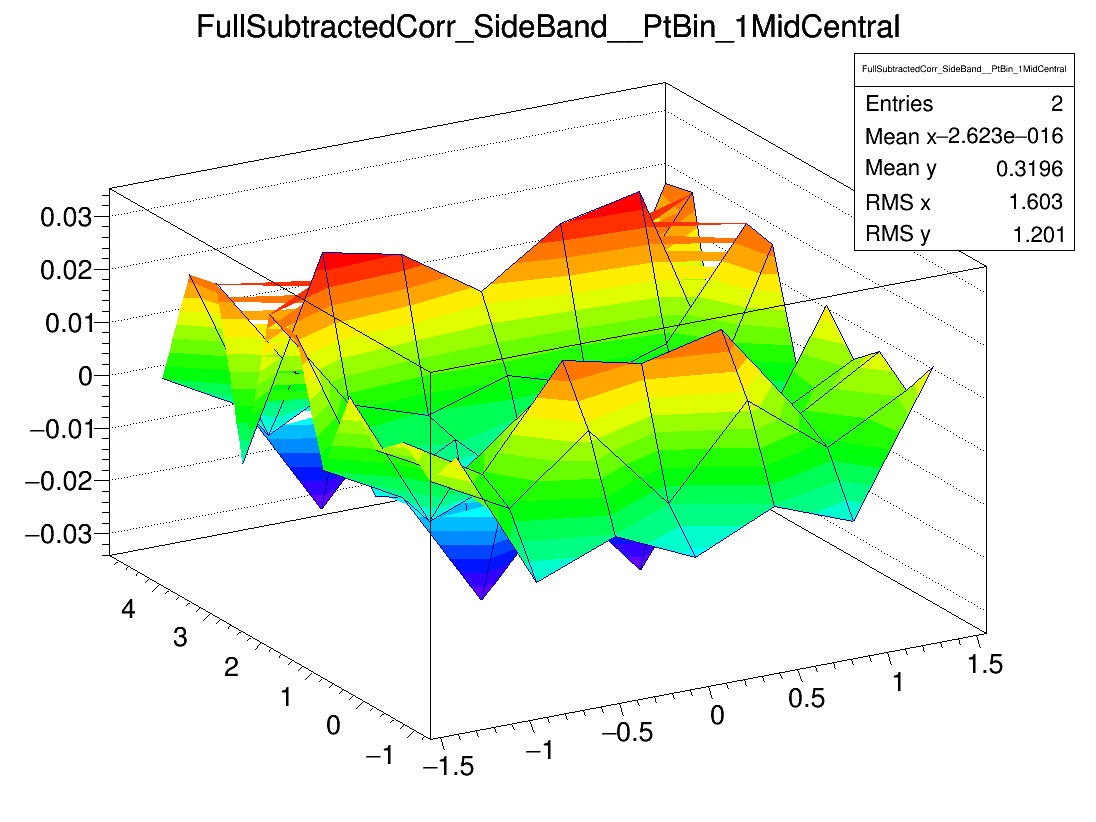 FullSubtractedCorr_SideBand__PtBin_1MidCentral
FullSubtractedCorr_SideBand__PtBin_1MidCentral
Entries 2
Mean x−2.623e−016
Mean y 0.3196
RMS x 1.603
RMS y 1.201
0.03
0.02
0.01
0
−0.01
−0.02
−0.03
4
3
2
1
0
−1
−1.5
−1
−0.5
0
0.5
1
1.5